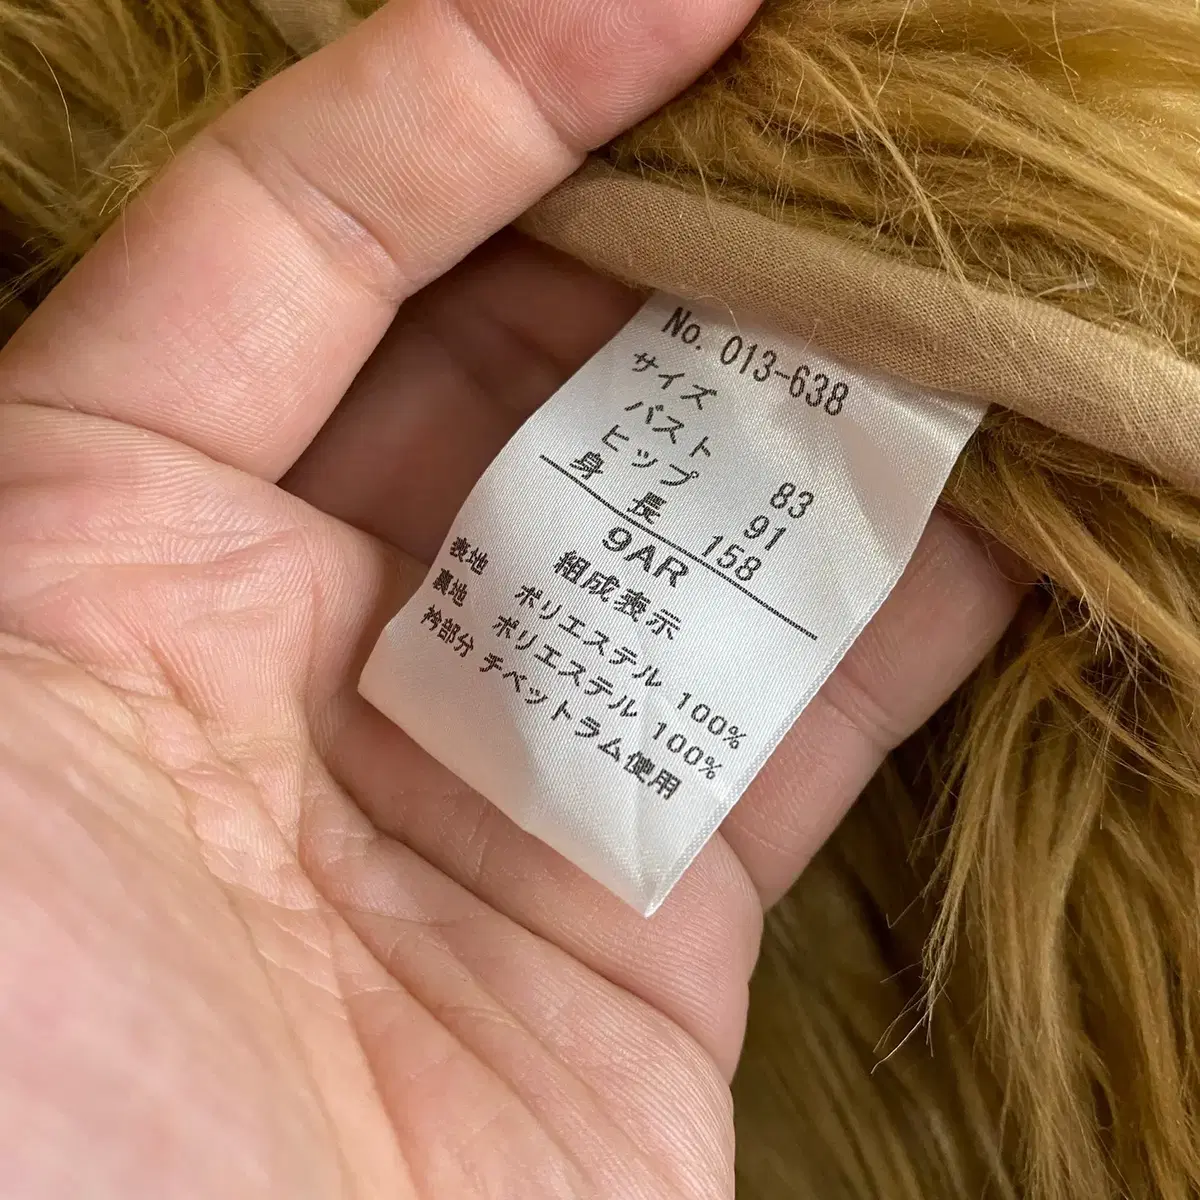 No. 013-638
サイズ
バスト 83
ヒップ 91
身長 158
9AR
組成表示
表地 ポリエステル 100%
裏地 ポリエステル 100%
衿部分 チベットラム使用